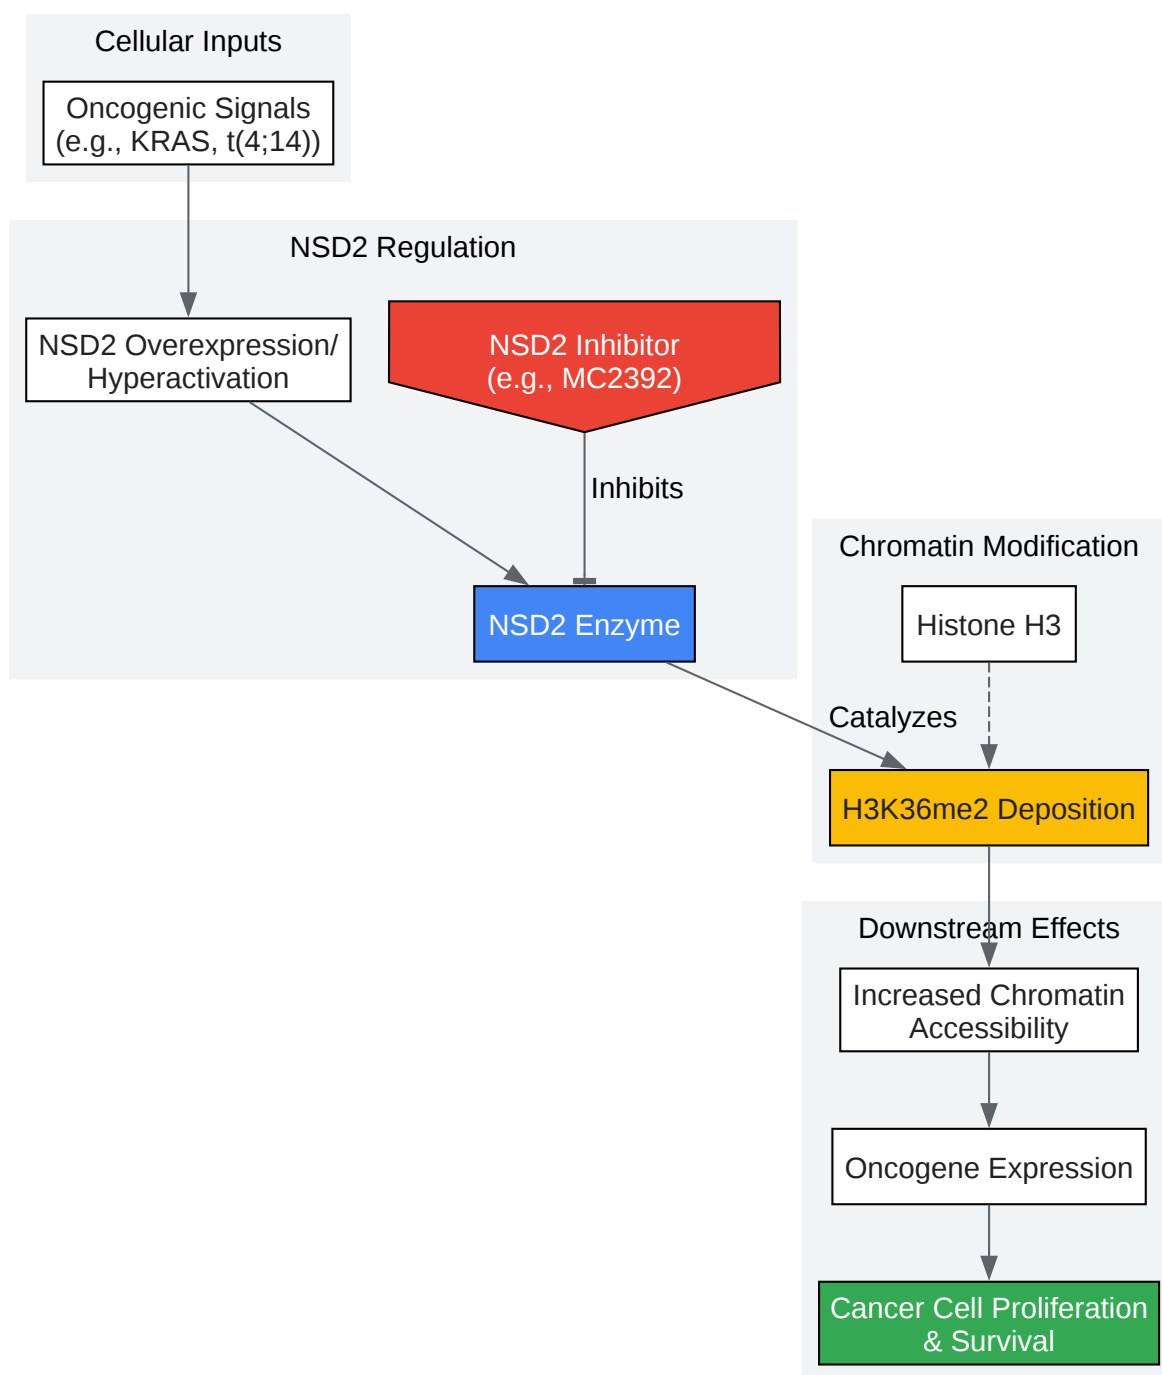 Cellular Inputs
Oncogenic Signals
(e.g., KRAS, t(4;14))
NSD2 Regulation
NSD2 Overexpression/
Hyperactivation
NSD2 Inhibitor
(e.g., MC2392)
Inhibits
NSD2 Enzyme
Chromatin Modification
Histone H3
Catalyzes
H3K36me2 Deposition
Downstream Effects
Increased Chromatin
Accessibility
Oncogene Expression
Cancer Cell Proliferation
& Survival